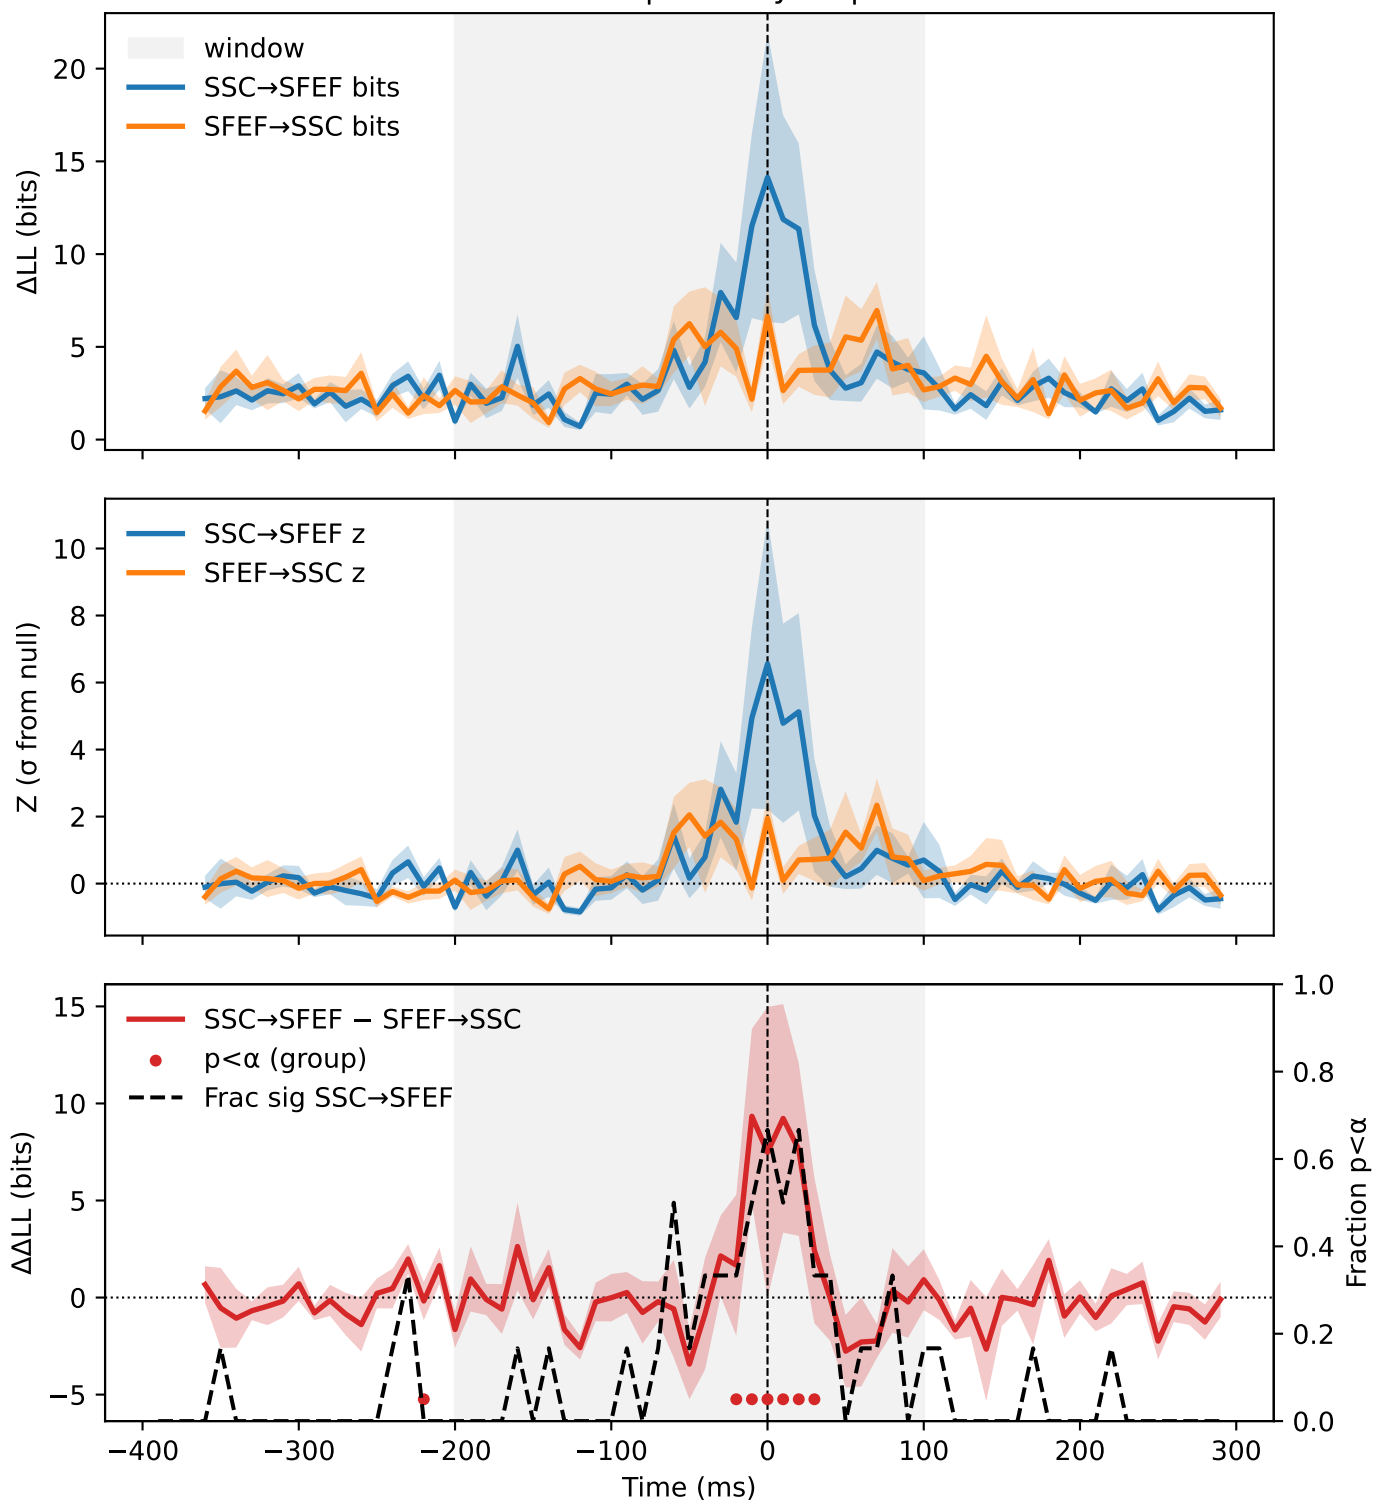 window
SSC→SFEF bits
SFEF→SSC bits
20
15
10
5
0
ΔLL (bits)
SSC→SFEF z
SFEF→SSC z
10
8
6
4
2
0
Z (σ from null)
SSC→SFEF − SFEF→SSC
p<α (group)
Frac sig SSC→SFEF
15
10
5
0
−5
ΔΔLL (bits)
1.0
0.8
0.6
0.4
0.2
0.0
Fraction p<α
−400 −300 −200 −100 0 100 200 300
Time (ms)